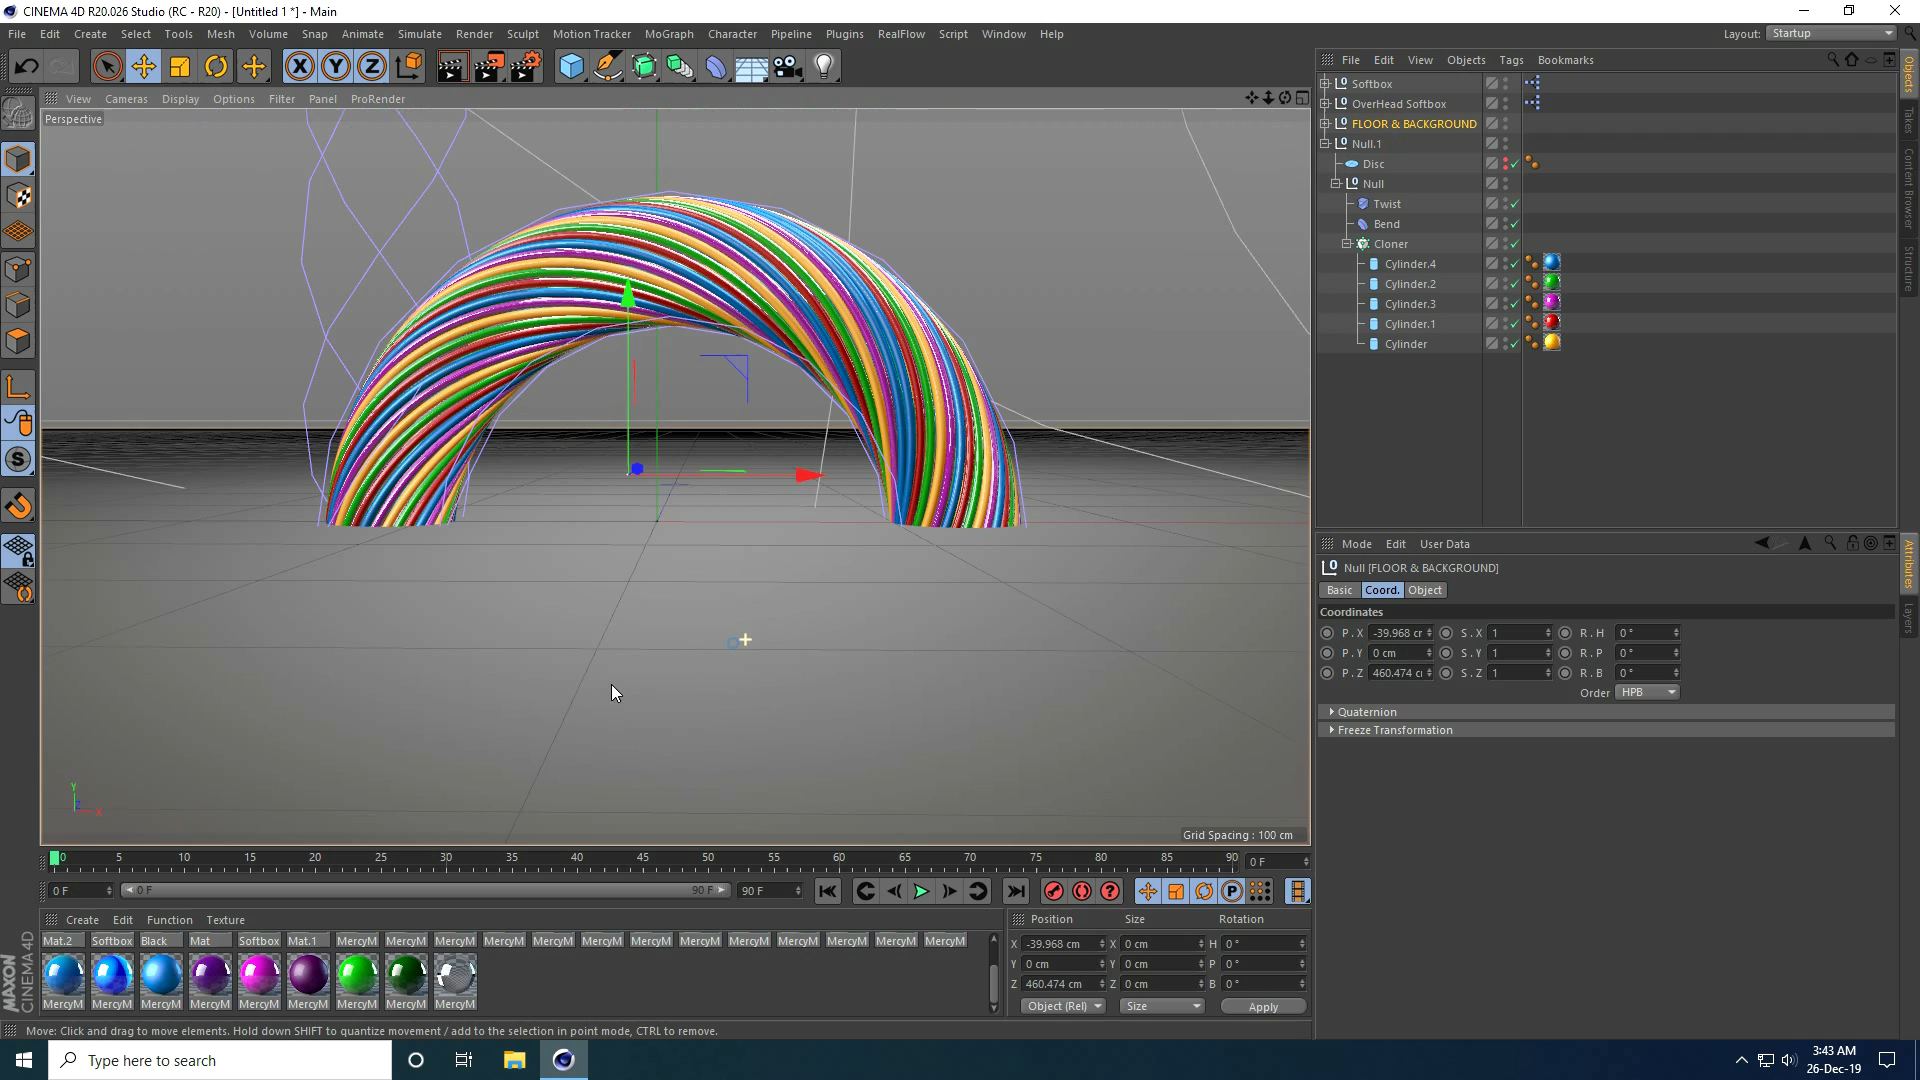 CINEMA 4D R20.026 Studio (RC - R20) - [Untitled 1 *] - Main
File Edit Create Select Tools Mesh Volume Snap Animate Simulate Render Sculpt Motion Tracker MoGraph Character Pipeline Plugins RealFlow Script Window Help
Layout: Startup
X Y Z
View Cameras Display Options Filter Panel ProRender
Perspective
Y
Z
X
Grid Spacing : 100 cm
File Edit View Objects Tags Bookmarks
Softbox
OverHead Softbox
FLOOR & BACKGROUND
Null.1
Disc
Null
Twist
Bend
Cloner
Cylinder.4
Cylinder.2
Cylinder.3
Cylinder.1
Cylinder
Objects
Takes
Content Browser
Structure
Mode Edit User Data
Null [FLOOR & BACKGROUND]
Basic Coord. Object
Coordinates
P . X -39.968 cr S . X 1 R . H 0 °
P . Y 0 cm S . Y 1 R . P 0 °
P . Z 460.474 ci S . Z 1 R . B 0 °
Order HPB
Quaternion
Freeze Transformation
Attributes
Layers
0 5 10 15 20 25 30 35 40 45 50 55 60 65 70 75 80 85 90 0 F
0 F 0 F 90 F 90 F
Create Edit Function Texture
Mat.2 Softbox Black Mat Softbox Mat.1 MercyM MercyM MercyM MercyM MercyM MercyM MercyM MercyM MercyM MercyM MercyM MercyM MercyM
MercyM MercyM MercyM MercyM MercyM MercyM MercyM MercyM MercyM
Position Size Rotation
X -39.968 cm X 0 cm H 0 °
Y 0 cm Y 0 cm P 0 °
Z 460.474 cm Z 0 cm B 0 °
Object (Rel) Size Apply
MAXON
CINEMA 4D
Move: Click and drag to move elements. Hold down SHIFT to quantize movement / add to the selection in point mode, CTRL to remove.
Type here to search
3:43 AM
26-Dec-19